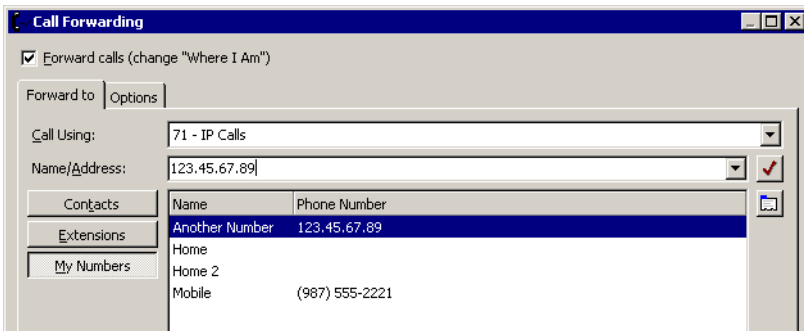 Call Forwarding
Forward calls (change "Where I Am")
Forward to Options
Call Using: 71 - IP Calls
Name/Address: 123.45.67.89
Contacts Name Phone Number
Extensions Another Number 123.45.67.89
My Numbers Home
Home 2
Mobile (987) 555-2221